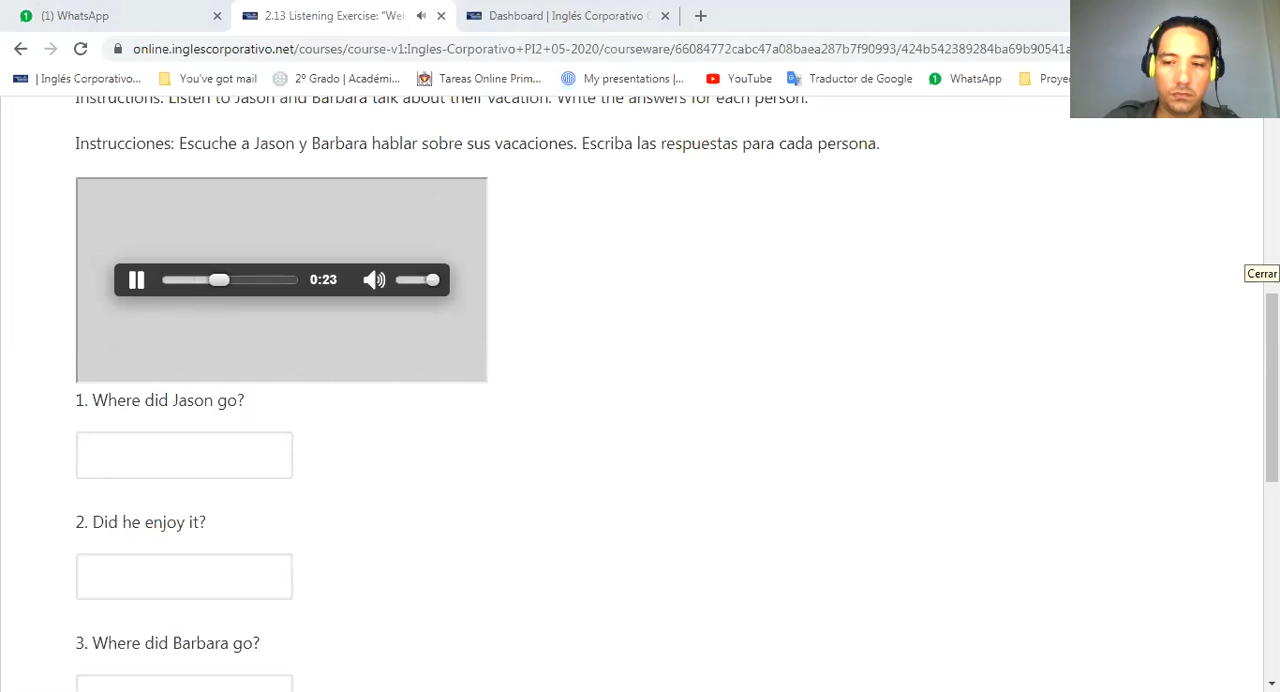 (1) WhatsApp
2.13 Listening Exercise: "Wel
Dashboard | Inglés Corporativo C
online.inglescorporativo.net/courses/course-v1:Ingles-Corporativo+PI2+05-2020/courseware/66084772cabc47a08baea287b7f90993/424b542389284ba69b90541a
| Inglés Corporativo...
You've got mail
2º Grado | Académi...
Tareas Online Prim...
My presentations |...
YouTube
Traductor de Google
WhatsApp
Proye
Instructions: Listen to Jason and Barbara talk about their vacation. Write the answers for each person.
Instrucciones: Escuche a Jason y Barbara hablar sobre sus vacaciones. Escriba las respuestas para cada persona.
Cerrar
0:23
1. Where did Jason go?
2. Did he enjoy it?
3. Where did Barbara go?